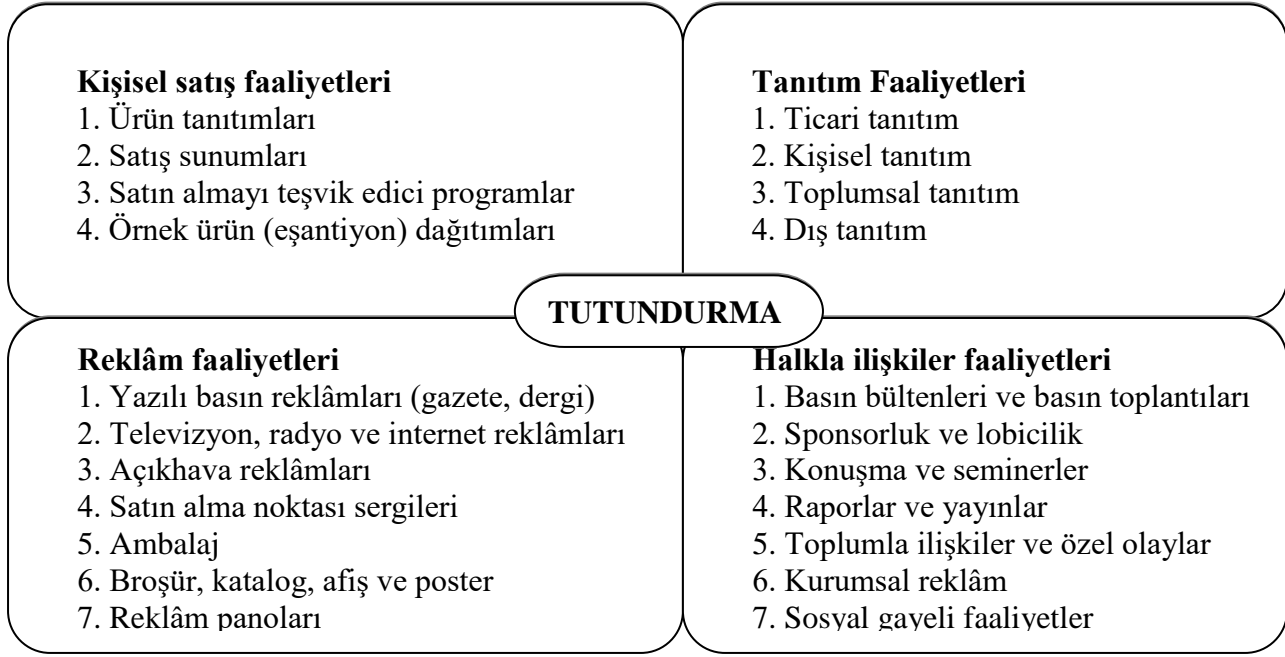 Kişisel satış faaliyetleri
1. Ürün tanıtımları
2. Satış sunumları
3. Satın almayı teşvik edici programlar
4. Örnek ürün (eşantiyon) dağıtımları
Tanıtım Faaliyetleri
1. Ticari tanıtım
2. Kişisel tanıtım
3. Toplumsal tanıtım
4. Dış tanıtım
TUTUNDURMA
Reklâm faaliyetleri
1. Yazılı basın reklâmları (gazete, dergi)
2. Televizyon, radyo ve internet reklâmları
3. Açıkhava reklâmları
4. Satın alma noktası sergileri
5. Ambalaj
6. Broşür, katalog, afiş ve poster
7. Reklâm panoları
Halkla ilişkiler faaliyetleri
1. Basın bültenleri ve basın toplantıları
2. Sponsorluk ve lobicilik
3. Konuşma ve seminerler
4. Raporlar ve yayınlar
5. Toplumla ilişkiler ve özel olaylar
6. Kurumsal reklâm
7. Sosyal gayeli faaliyetler